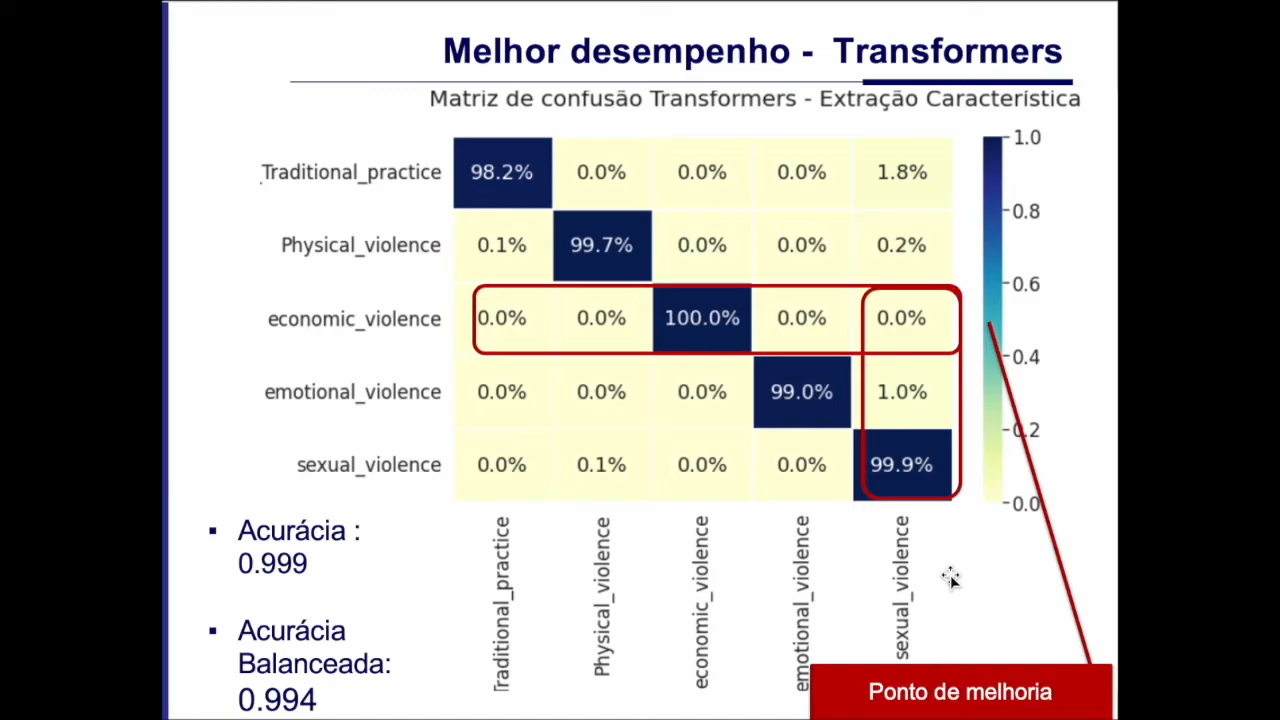 Melhor desempenho - Transformers
Matriz de confusão Transformers - Extração Característica
Traditional_practice 98.2% 0.0% 0.0% 0.0% 1.8%
Physical_violence 0.1% 99.7% 0.0% 0.0% 0.2%
economic_violence 0.0% 0.0% 100.0% 0.0% 0.0%
emotional_violence 0.0% 0.0% 0.0% 99.0% 1.0%
sexual_violence 0.0% 0.1% 0.0% 0.0% 99.9%
1.0
0.8
0.6
0.4
0.2
0.0
Traditional_practice
Physical_violence
economic_violence
emotional_violence
sexual_violence
▪ Acurácia :
0.999
▪ Acurácia
Balanceada:
0.994
Ponto de melhoria